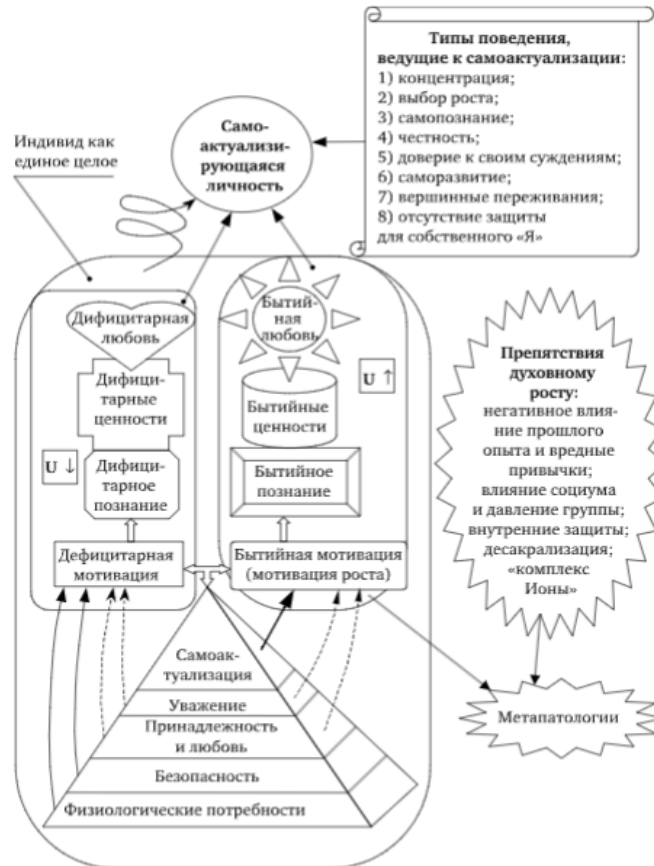 Типы поведения,
ведущие к самоактуализации:
1) концентрация;
2) выбор роста;
3) самопознание;
4) честность;
5) доверие к своим суждениям;
6) саморазвитие;
7) вершинные переживания;
8) отсутствие защиты
для собственного «Я»
Само-
актуализи-
рующаяся
личность
Индивид как
единое целое
Дифицитарная
любовь
Дифици-
тарные
ценности
U ↓
Дифици-
тарное
познание
Дефицитарная
мотивация
Бытий-
ная
любовь
U ↑
Бытийные
ценности
Бытийное
познание
Бытийная мотивация
(мотивация роста)
Препятствия
духовному
росту:
негативное влия-
ние прошлого
опыта и вредные
привычки;
влияние социума
и давление группы;
внутренние защиты;
десакрализация;
«комплекс
Ионы»
Самоак-
туализация
Уважение
Принадлежность
и любовь
Безопасность
Физиологические потребности
Метапатологии